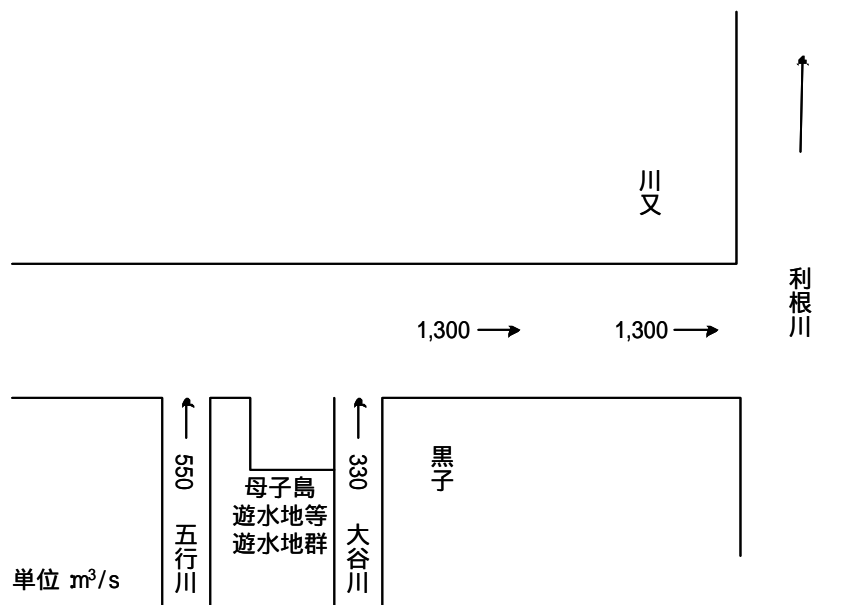 川又
利根川
1,300 1,300
黒子
550 五行川
母子島
遊水地等
遊水地群
330 大谷川
単位 m³/s